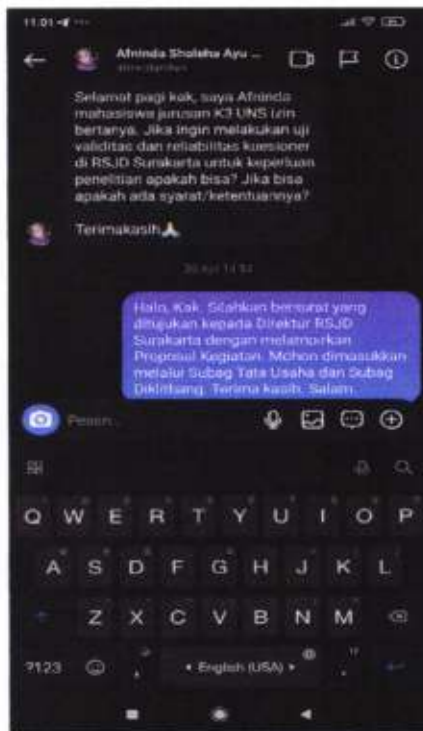 11.01
Afninda Sholeha Ayu ...
Selamat pagi kak, saya Afninda
mahasiswa jurusan K3 UNS Izin
bertanya. Jika ingin melakukan uji
validitas dan reliabilitas kuesioner
di RSJD Surakarta untuk keperluan
penelitian apakah bisa? Jika bisa
apakah ada syarat/ketentuannya?
Terimakasih🙏
Halo, Kak. Silahkan bersurat yang
ditujukan kepada Direktur RSJD
Surakarta dengan melampirkan
Proposal Kegiatan. Mohon dimasukkan
melalui Subag Tata Usaha dan Subag
Diklitbang. Terima kasih. Salam.
Pesan...
Q W E R T Y U I O P
A S D F G H J K L
Z X C V B N M
?123 , English (USA) .